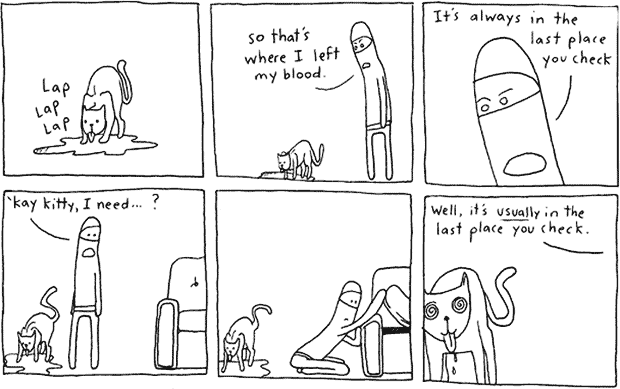 Lap
Lap
Lap
so that's
where I left
my blood.
It's always in the
last place
you check
'kay kitty, I need... ?
Well, it's usually in the
last place you check.